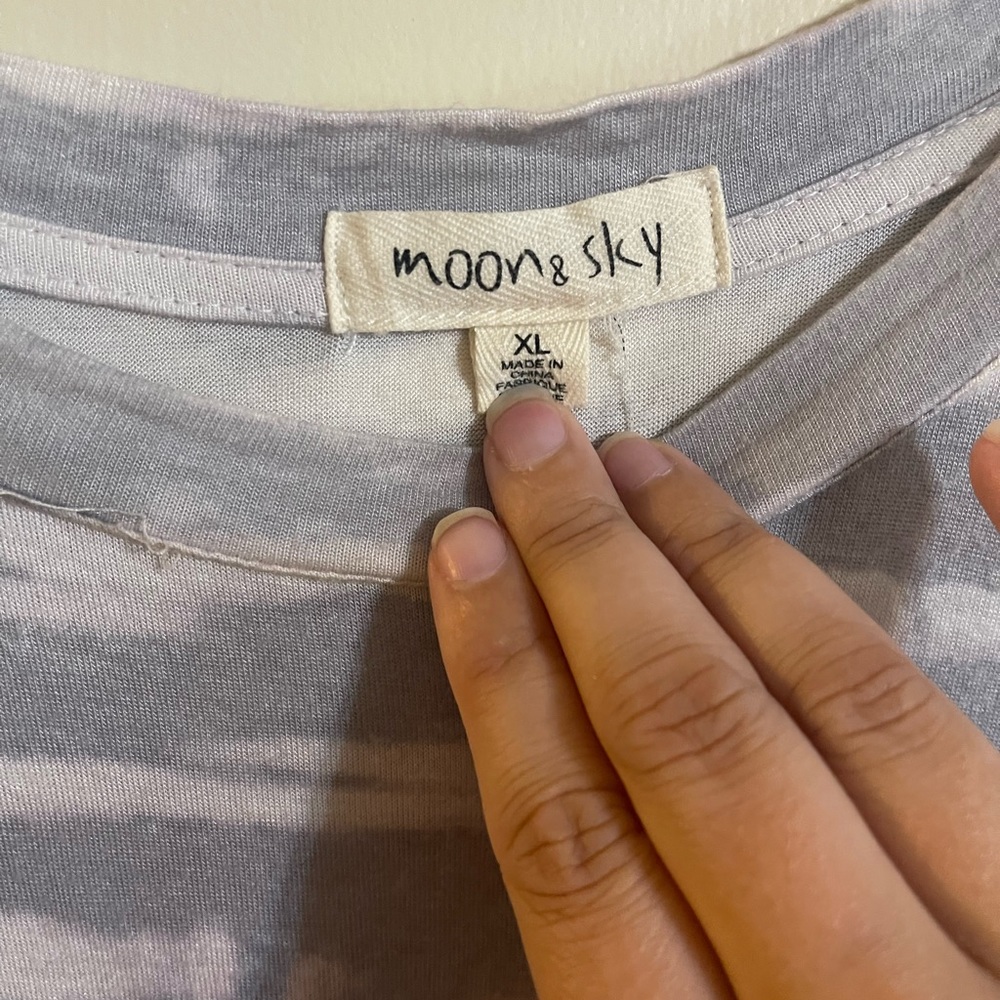 moon & sky
XL
MADE IN
CHINA
FABRIQUE